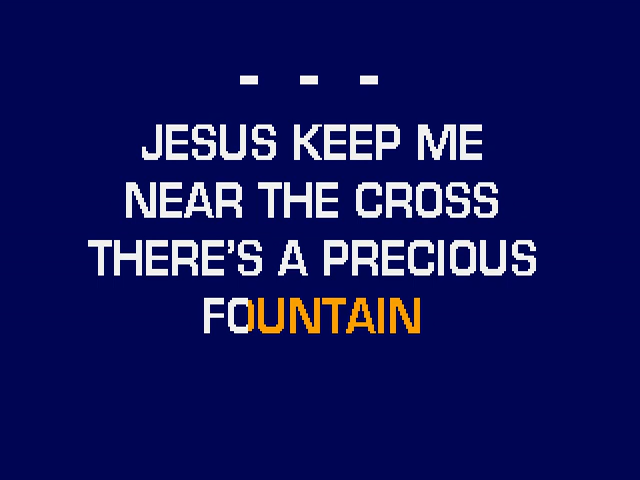 - - -
JESUS KEEP ME
NEAR THE CROSS
THERE'S A PRECIOUS
FOUNTAIN